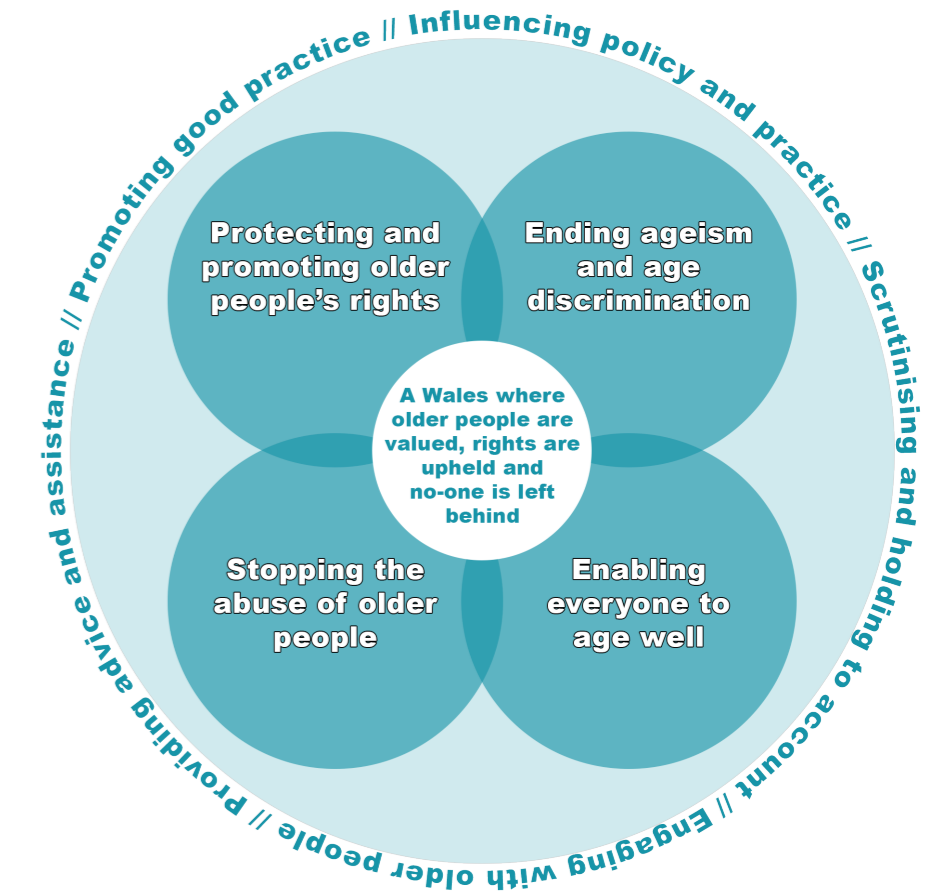 Promoting good practice // Influencing policy and practice // Scrutinising and holding to account // Engaging with older people // Providing advice and assistance //
Protecting and
promoting older
people’s rights
Ending ageism
and age
discrimination
A Wales where
older people are
valued, rights are
upheld and
no-one is left
behind
Stopping the
abuse of older
people
Enabling
everyone to
age well